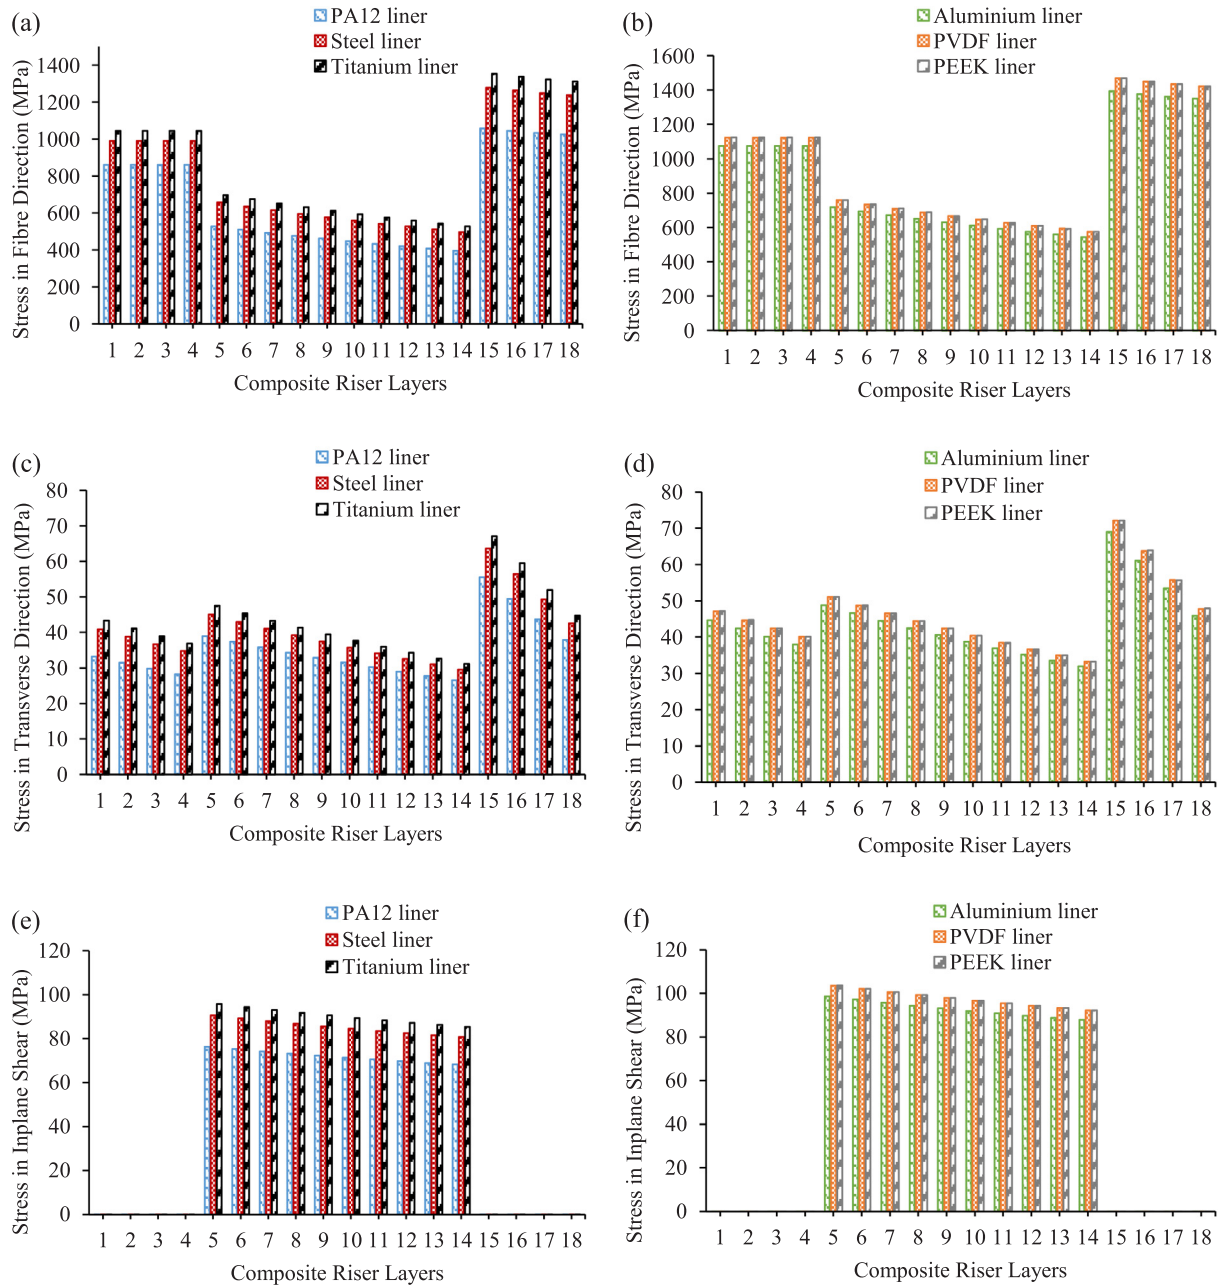 (a)
PA12 liner
Steel liner
Titanium liner
Stress in Fibre Direction (MPa)
1400
1200
1000
800
600
400
200
0
1 2 3 4 5 6 7 8 9 10 11 12 13 14 15 16 17 18
Composite Riser Layers
(b)
Aluminium liner
PVDF liner
PEEK liner
Stress in Fibre Direction (MPa)
1600
1400
1200
1000
800
600
400
200
0
1 2 3 4 5 6 7 8 9 10 11 12 13 14 15 16 17 18
Composite Riser Layers
(c)
PA12 liner
Steel liner
Titanium liner
Stress in Transverse Direction (MPa)
80
70
60
50
40
30
20
10
0
1 2 3 4 5 6 7 8 9 10 11 12 13 14 15 16 17 18
Composite Riser Layers
(d)
Aluminium liner
PVDF liner
PEEK liner
Stress in Transverse Direction (MPa)
80
70
60
50
40
30
20
10
0
1 2 3 4 5 6 7 8 9 10 11 12 13 14 15 16 17 18
Composite Riser Layers
(e)
PA12 liner
Steel liner
Titanium liner
Stress in Inplane Shear (MPa)
120
100
80
60
40
20
0
1 2 3 4 5 6 7 8 9 10 11 12 13 14 15 16 17 18
Composite Riser Layers
(f)
Aluminium liner
PVDF liner
PEEK liner
Stress in Inplane Shear (MPa)
120
100
80
60
40
20
0
1 2 3 4 5 6 7 8 9 10 11 12 13 14 15 16 17 18
Composite Riser Layers